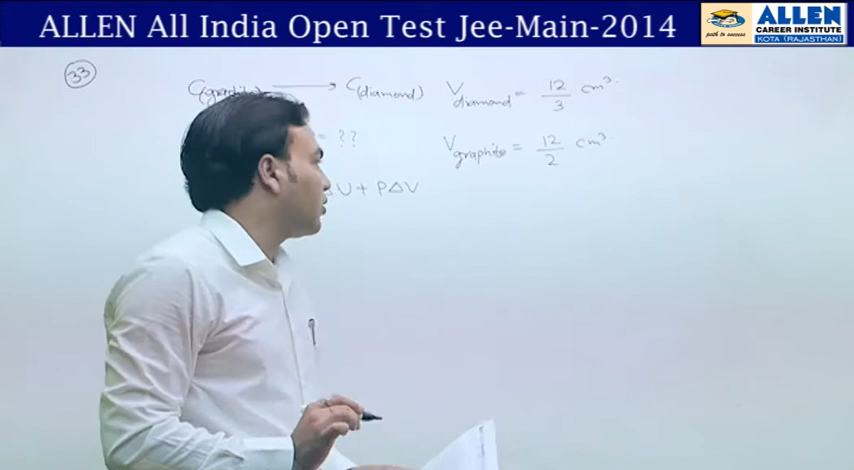 ALLEN All India Open Test Jee-Main-2014
path to success
ALLEN
CAREER INSTITUTE
KOTA (RAJASTHAN)
33
C(graphite) → C(diamond)
V diamond = 12/3 cm³.
= ??
V graphite = 12/2 cm³.
U + PΔV